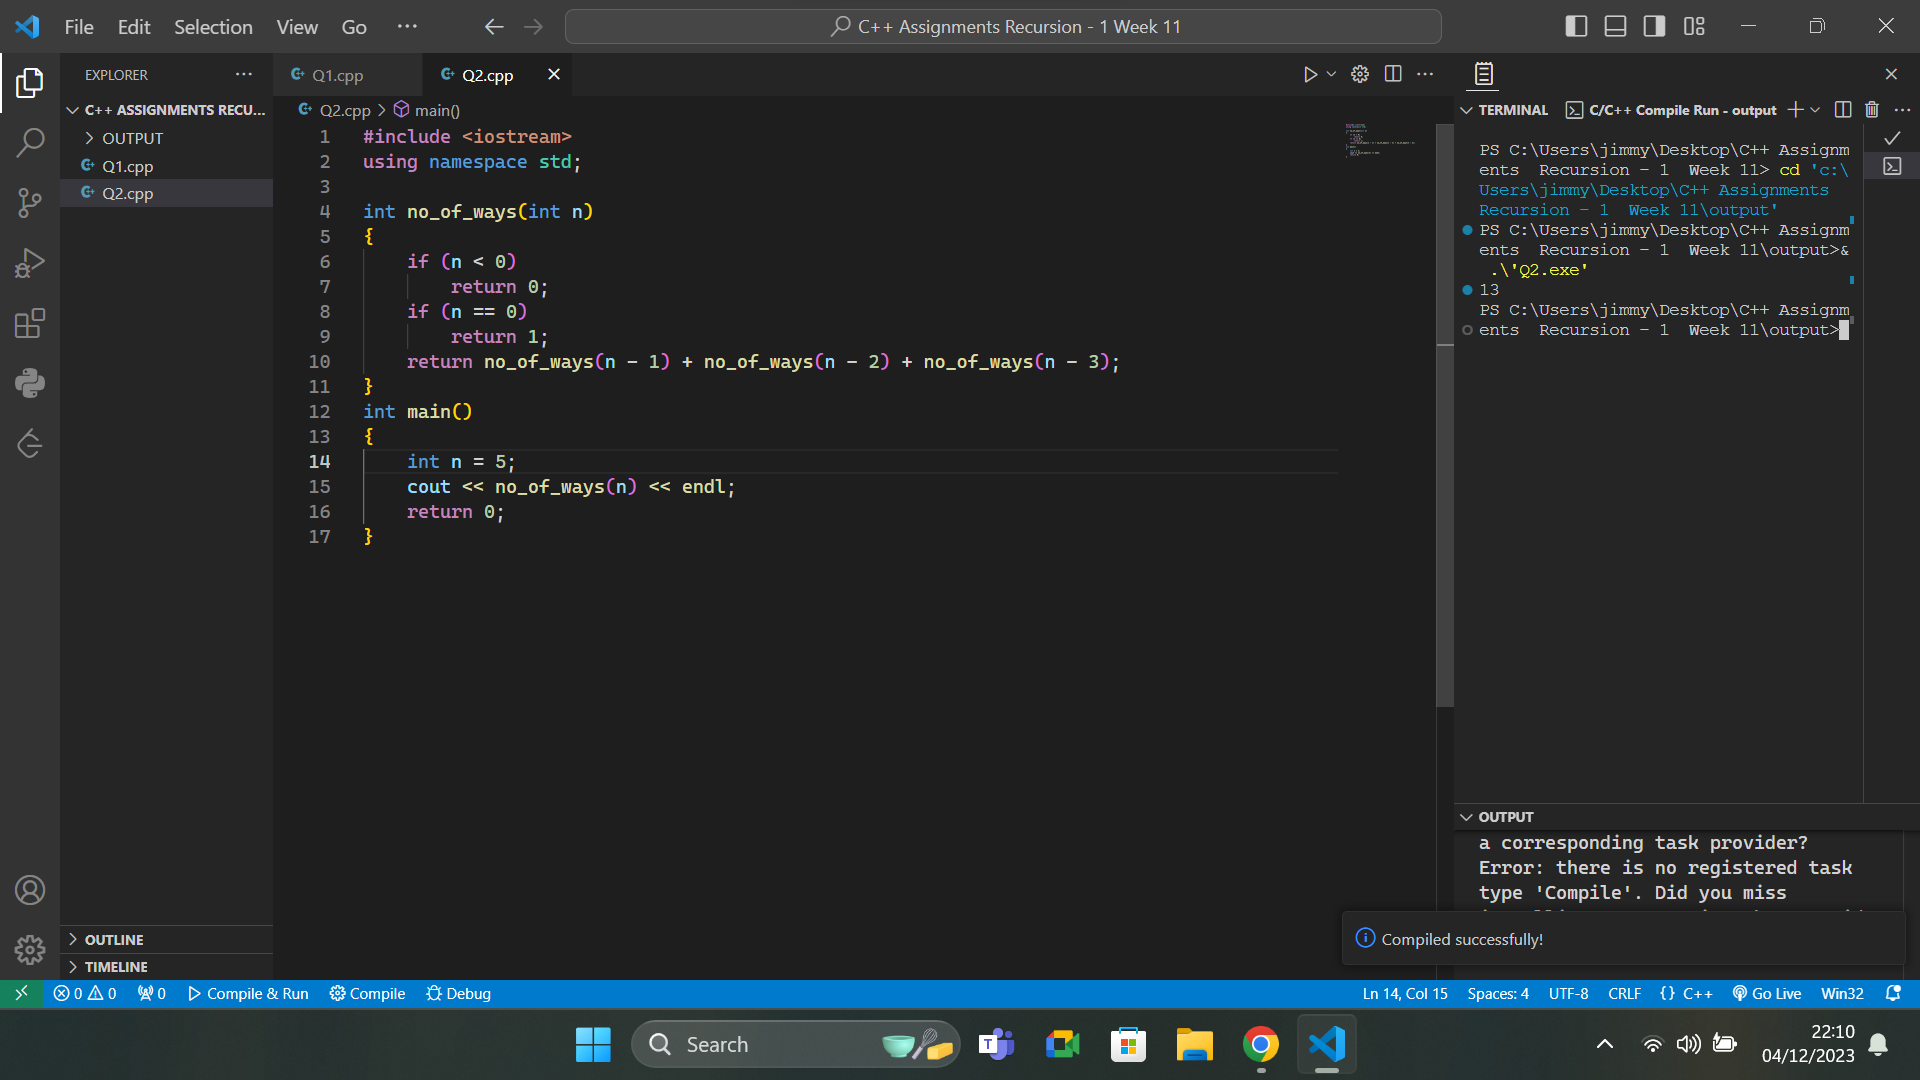 File Edit Selection View Go ···
C++ Assignments Recursion - 1 Week 11
EXPLORER ···
C++ ASSIGNMENTS RECU...
OUTPUT
Q1.cpp
Q2.cpp
OUTLINE
TIMELINE
Q1.cpp Q2.cpp
Q2.cpp > main()
1 #include <iostream>
2 using namespace std;
3
4 int no_of_ways(int n)
5 {
6 if (n < 0)
7 return 0;
8 if (n == 0)
9 return 1;
10 return no_of_ways(n - 1) + no_of_ways(n - 2) + no_of_ways(n - 3);
11 }
12 int main()
13 {
14 int n = 5;
15 cout << no_of_ways(n) << endl;
16 return 0;
17 }
TERMINAL C/C++ Compile Run - output
PS C:\Users\jimmy\Desktop\C++ Assignm
ents Recursion - 1 Week 11> cd 'c:\
Users\jimmy\Desktop\C++ Assignments
Recursion - 1 Week 11\output'
PS C:\Users\jimmy\Desktop\C++ Assignm
ents Recursion - 1 Week 11\output>&
.\'Q2.exe'
13
PS C:\Users\jimmy\Desktop\C++ Assignm
ents Recursion - 1 Week 11\output>
OUTPUT
a corresponding task provider?
Error: there is no registered task
type 'Compile'. Did you miss
Compiled successfully!
0 0 0 Compile & Run Compile Debug
Ln 14, Col 15 Spaces: 4 UTF-8 CRLF {} C++ Go Live Win32
Search
T
22:10
04/12/2023